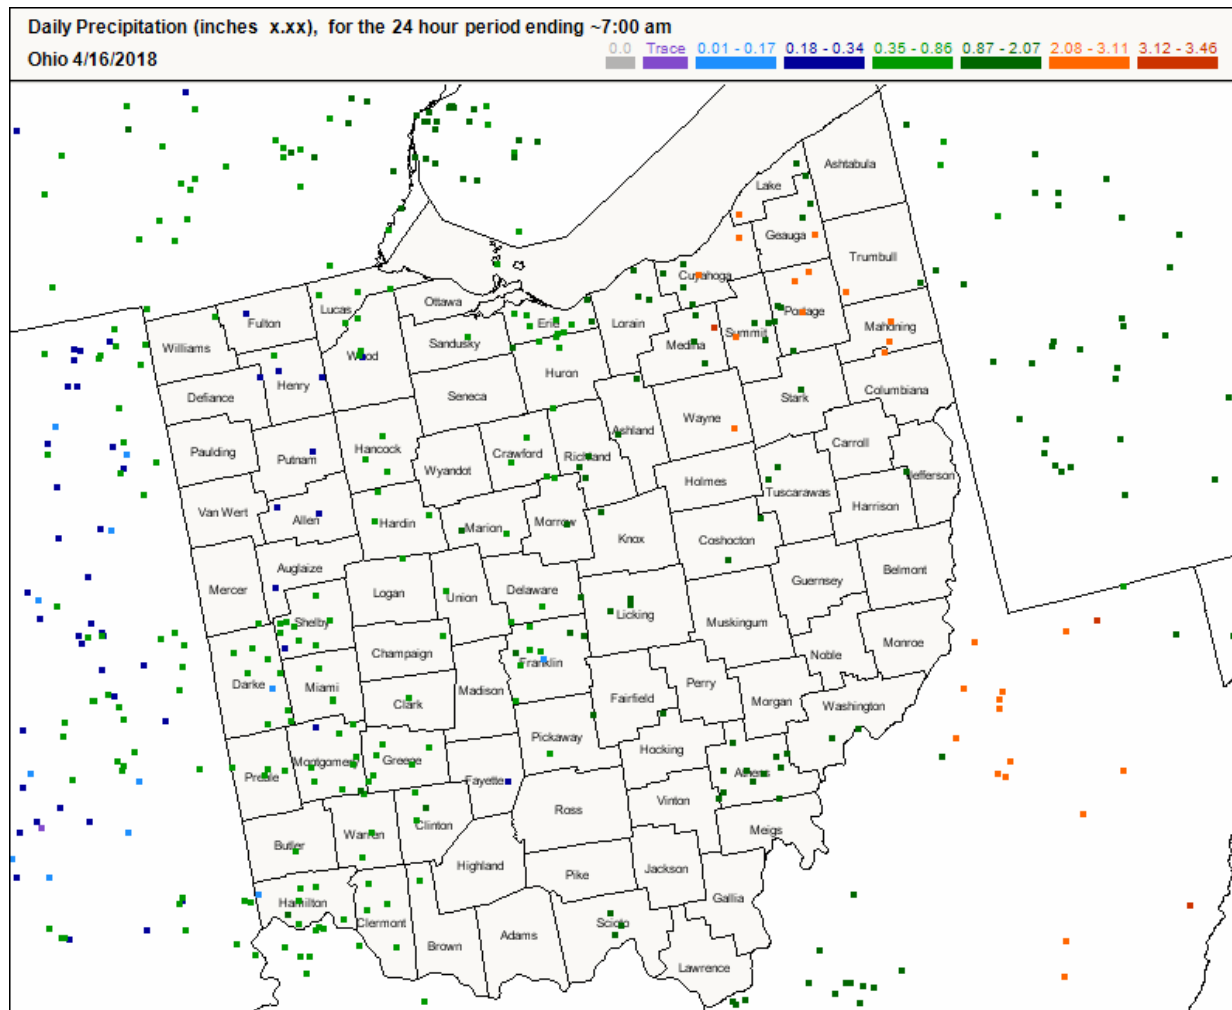 Daily Precipitation (inches x.xx), for the 24 hour period ending ~7:00 am
Ohio 4/16/2018
0.0 Trace 0.01 - 0.17 0.18 - 0.34 0.35 - 0.86 0.87 - 2.07 2.08 - 3.11 3.12 - 3.46
Ashtabula
Lake
Geauga
Trumbull
Cuyahoga
Ottawa
Lucas
Fulton
Williams
Erie
Lorain
Portage
Mahoning
Summit
Medina
Sandusky
Wood
Huron
Henry
Defiance
Seneca
Stark
Columbiana
Wayne
Ashland
Carroll
Paulding
Putnam
Hancock
Wyandot
Crawford
Richland
Holmes
Tuscarawas
Jefferson
Harrison
Van Wert
Allen
Hardin
Marion
Morrow
Knox
Coshocton
Auglaize
Mercer
Logan
Union
Delaware
Guernsey
Belmont
Licking
Muskingum
Shelby
Champaign
Franklin
Noble
Monroe
Darke
Miami
Clark
Madison
Fairfield
Perry
Morgan
Washington
Pickaway
Hocking
Athens
Preble
Montgomery
Greene
Fayette
Ross
Vinton
Meigs
Butler
Warren
Clinton
Highland
Pike
Jackson
Gallia
Hamilton
Clermont
Brown
Adams
Scioto
Lawrence